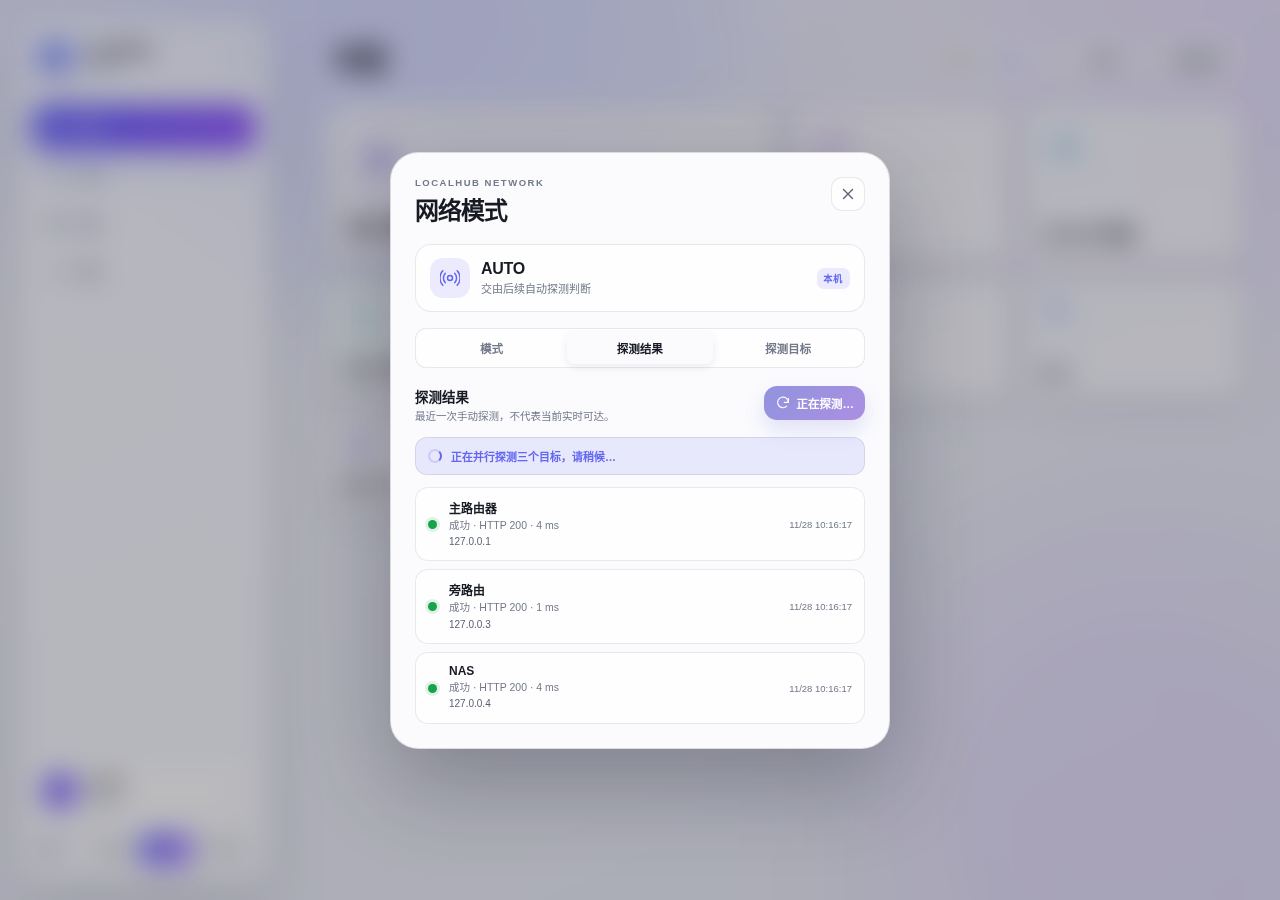 LOCALHUB NETWORK
网络模式
AUTO
交由后续自动探测判断
本机
模式
探测结果
探测目标
探测结果
最近一次手动探测，不代表当前实时可达。
正在探测…
正在并行探测三个目标，请稍候…
主路由器
成功 · HTTP 200 · 4 ms
127.0.0.1
11/28 10:16:17
旁路由
成功 · HTTP 200 · 1 ms
127.0.0.3
11/28 10:16:17
NAS
成功 · HTTP 200 · 4 ms
127.0.0.4
11/28 10:16:17